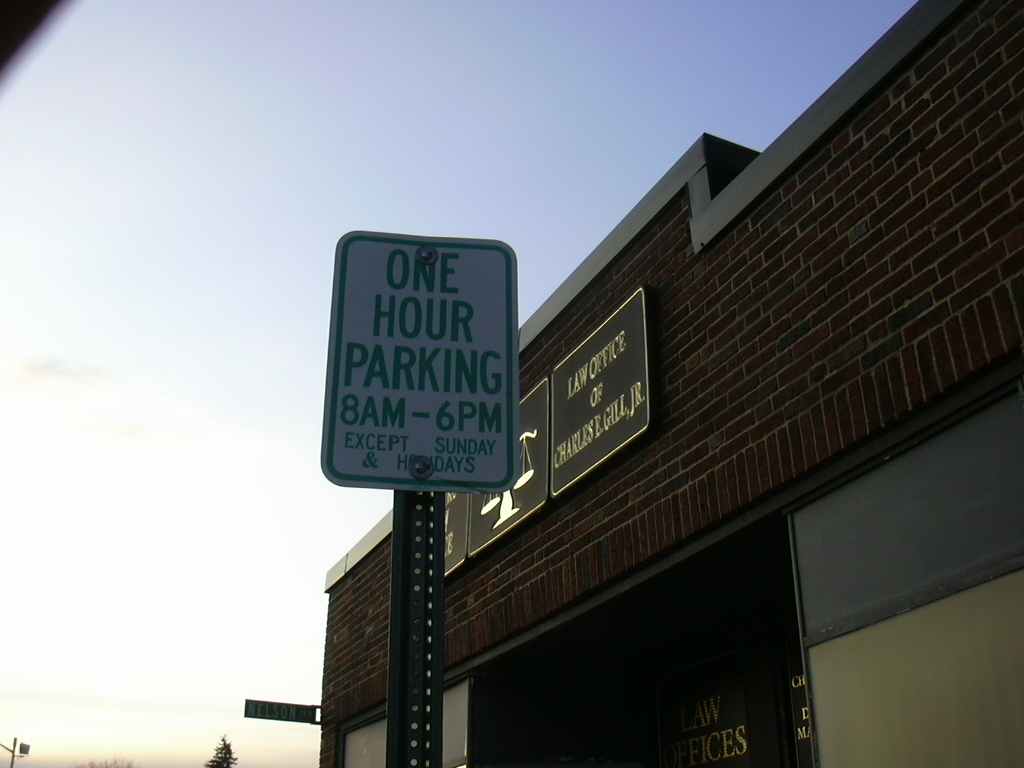 ONE
HOUR
PARKING
8AM-6PM
EXCEPT SUNDAY
& HOLIDAYS
LAW OFFICE
OF
CHARLES E. GILL, JR.
NELSON
LAW
OFFICES